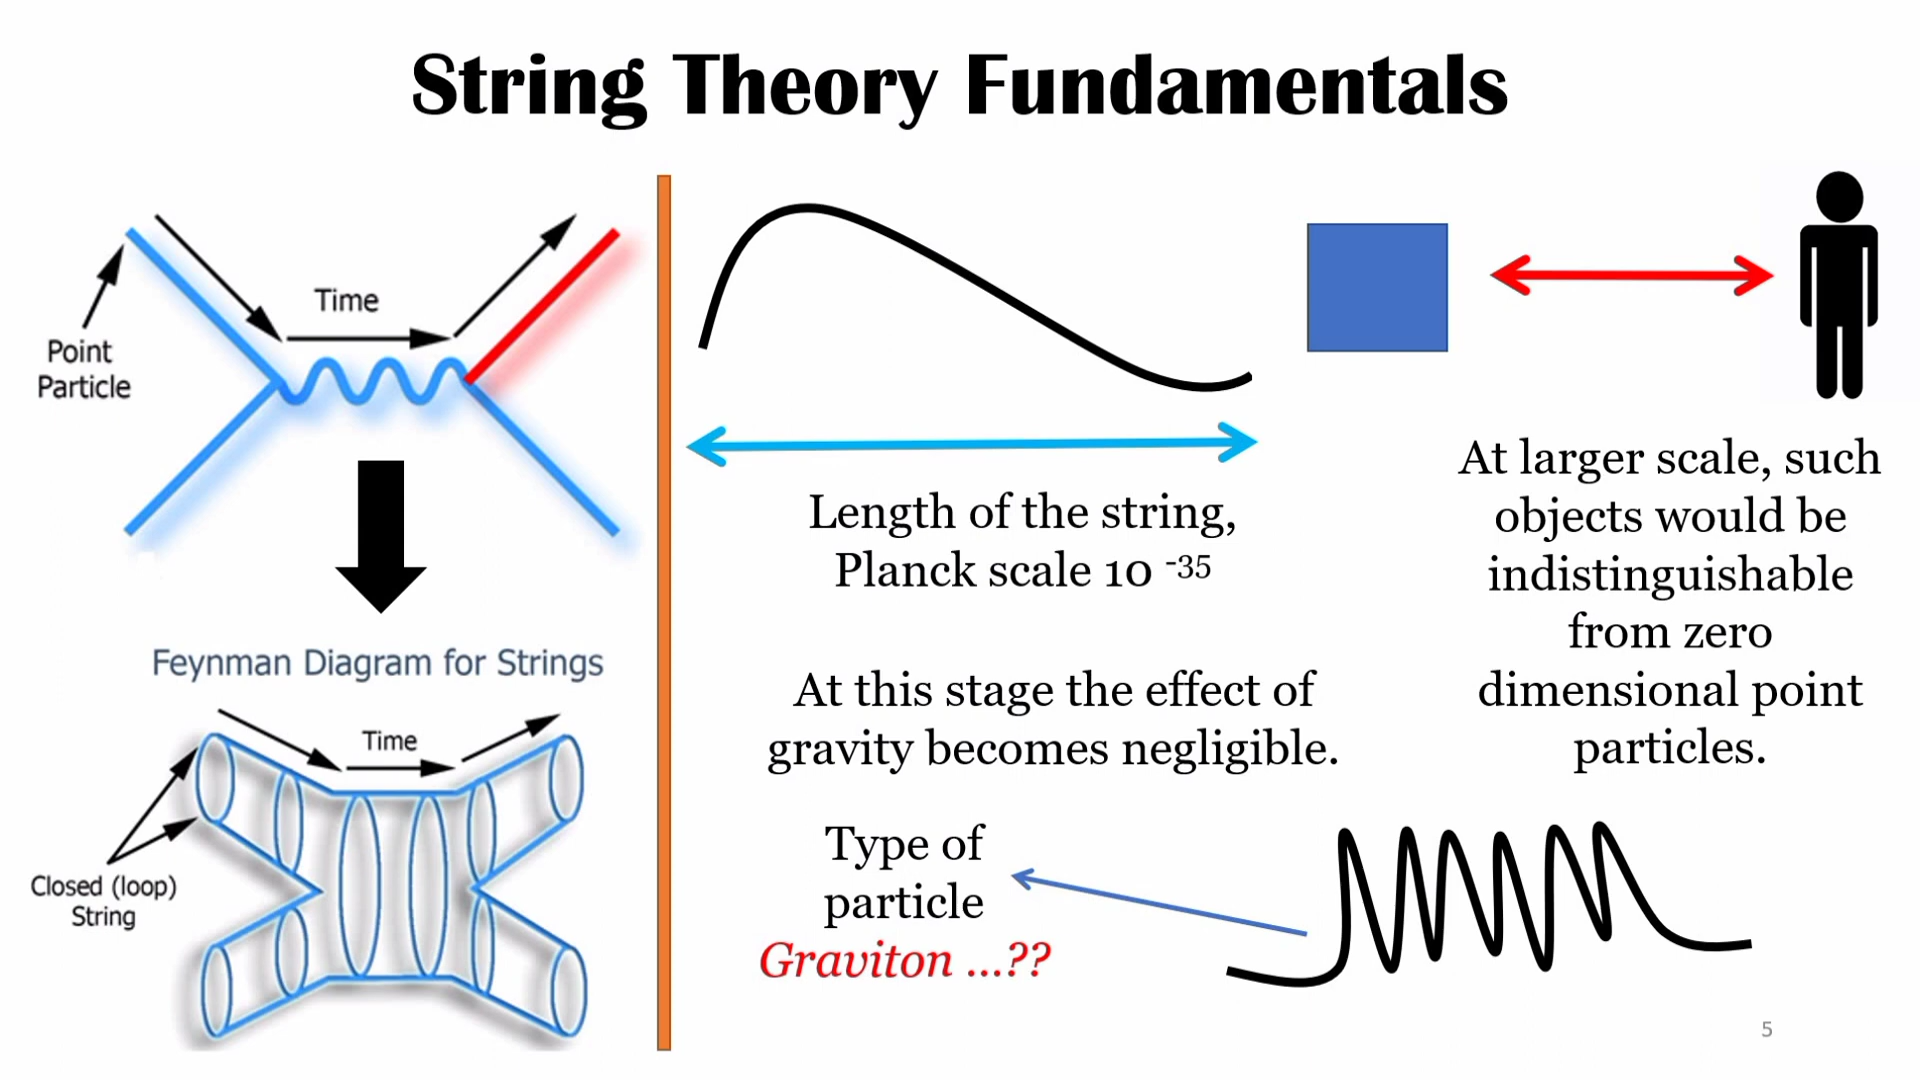 String Theory Fundamentals
Time
Point
Particle
Feynman Diagram for Strings
Time
Closed (loop)
String
Length of the string,
Planck scale 10 -35
At this stage the effect of
gravity becomes negligible.
Type of
particle
Graviton ...??
At larger scale, such
objects would be
indistinguishable
from zero
dimensional point
particles.
5